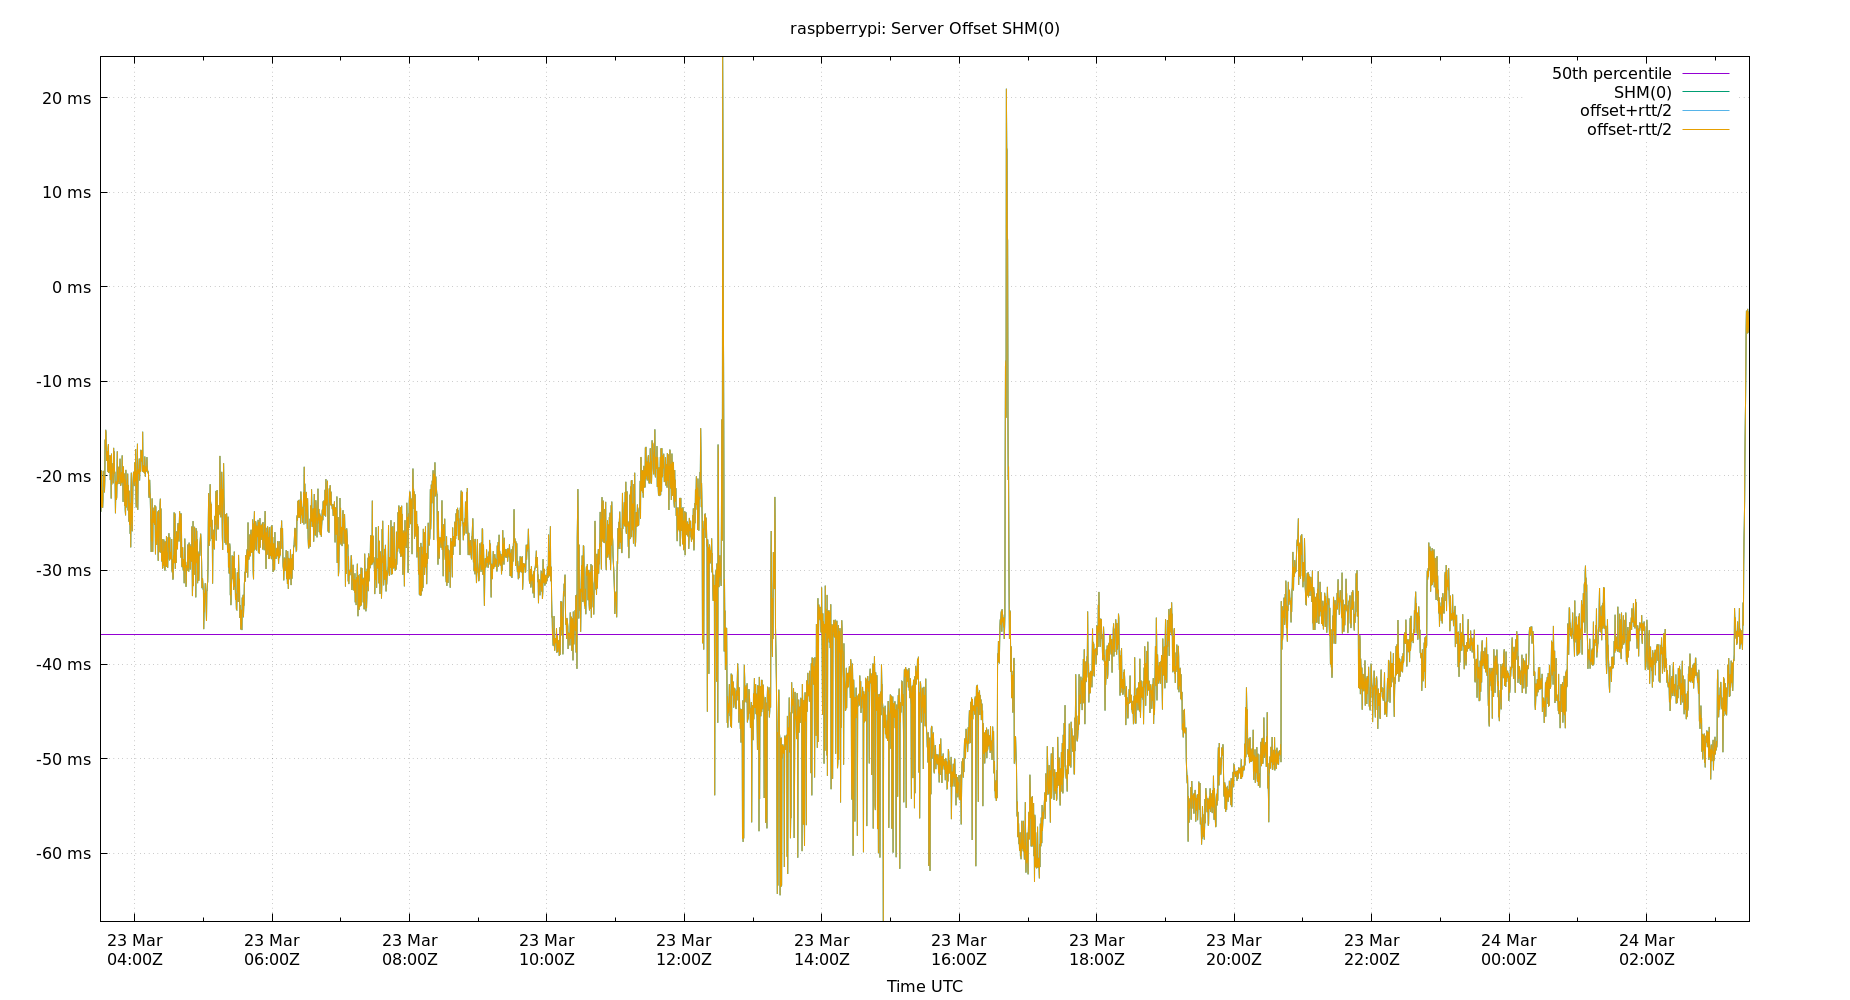 raspberrypi: Server Offset SHM(0)
50th percentile
SHM(0)
offset+rtt/2
offset-rtt/2
20 ms
10 ms
0 ms
-10 ms
-20 ms
-30 ms
-40 ms
-50 ms
-60 ms
23 Mar 23 Mar 23 Mar 23 Mar 23 Mar 23 Mar 23 Mar 23 Mar 23 Mar 23 Mar 24 Mar 24 Mar
04:00Z 06:00Z 08:00Z 10:00Z 12:00Z 14:00Z 16:00Z 18:00Z 20:00Z 22:00Z 00:00Z 02:00Z
Time UTC